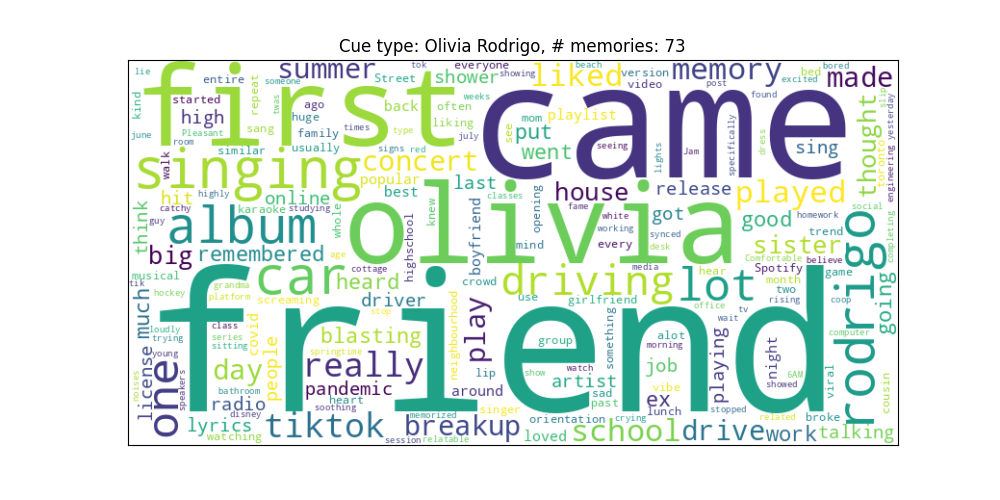 Cue type: Olivia Rodrigo, # memories: 73
lie
tok
everyone
showing
beach
bored
kind
entire
summer
shower
liked
version
memory
post
excited
bed
made
first
came
Street
someone
video
found
slip
repeat
started
high
ago
back
often
weeks
playlist
june
twas
huge
mom
put
see
sang
family
times
type
liking
july
seeing
Jam
specifically
dress
sing
thought
toronto
yesterday
engineering
Pleasant
room
similar
usually
signs
red
popular
concert
went
lights
walk
singing
hit
highly
online
best
last
classes
house
release
played
studying
catchy
karaoke
whole
olivia
opening
fame
white
got
good
homework
social
think
guy
album
knew
boyfriend
mind
working
every
synced
desk
trend
sister
completing
big
remembered
age
highschool
cottage
crowd
media
hear
Comfortable
believe
Spotify
month
game
rodrigo
going
musical
tik
hockey
grandma
platform
car
heard
driving
lot
two
rising
coop
much
screaming
driver
use
girlfriend
office
wait
tv
computer
loudly
trying
class
series
sitting
covid
stop
blasting
neighbourhood
play
group
something
alot
morning
friend
license
young
day
people
springtime
really
lip
show
watch
job
playing
night
6AM
showed
viral
cousin
one
speakers
noises
bathroom
pandemic
around
artist
sad
past
ex
vibe
lunch
stopped
related
radio
disney
heart
soothing
memorized
singer
orientation
crying
broke
lyrics
watching
tiktok
session
breakup
relatable
loved
school
drive
work
talking